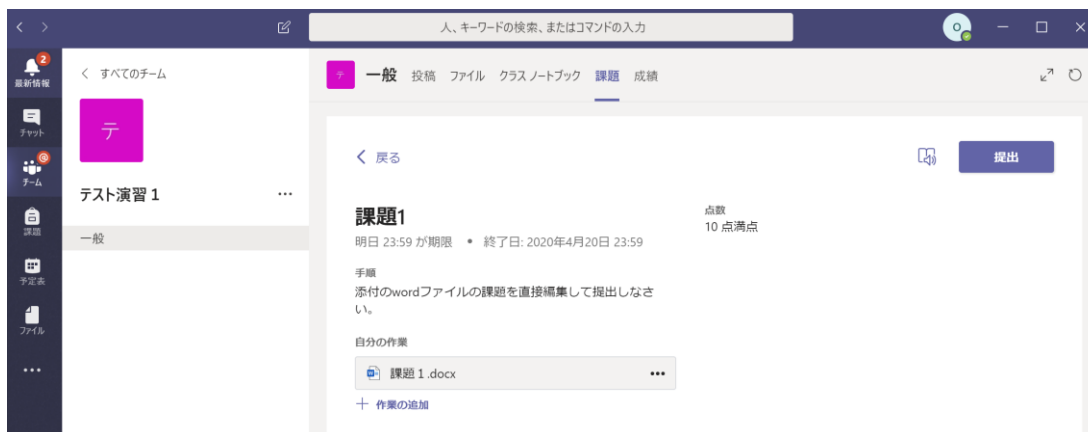 人、キーワードの検索、またはコマンドの入力
O
2
最新情報
チャット
@
チーム
課題
予定表
ファイル
すべてのチーム
テ
テスト演習 1
一般
テ 一般 投稿 ファイル クラス ノートブック 課題 成績
戻る
提出
課題1
明日 23:59 が期限 • 終了日: 2020年4月20日 23:59
点数
10 点満点
手順
添付のwordファイルの課題を直接編集して提出しなさ
い。
自分の作業
課題 1 .docx
作業の追加